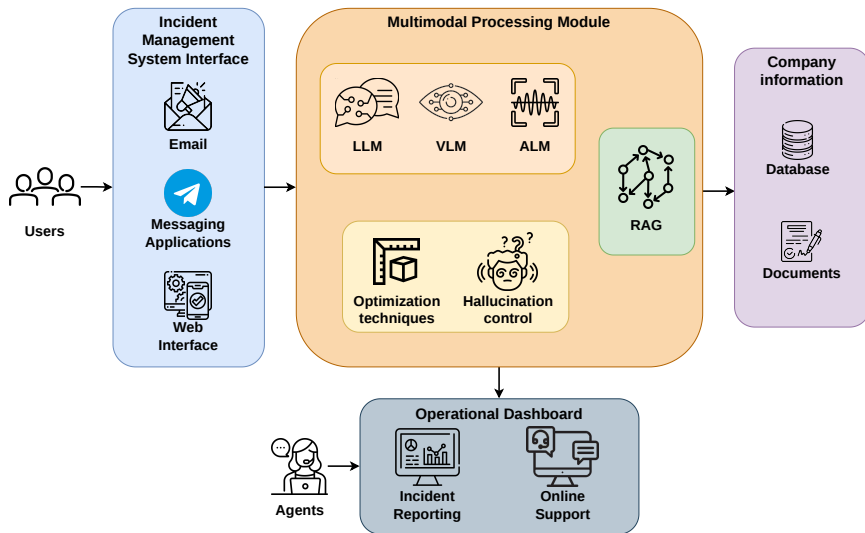 Incident
Management
System Interface
Email
Messaging
Applications
Web
Interface
Users
Multimodal Processing Module
LLM
VLM
ALM
RAG
Optimization
techniques
Hallucination
control
Company
information
Database
Documents
Operational Dashboard
Incident
Reporting
Online
Support
Agents